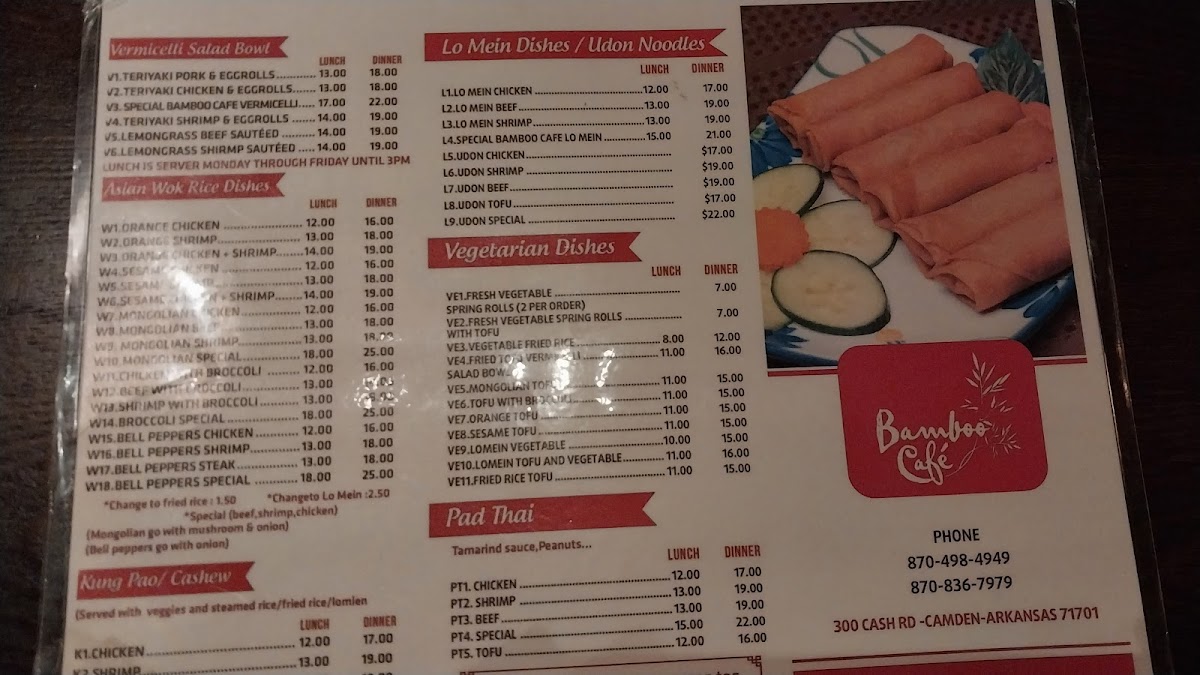 Vermicelli Salad Bowl
LUNCH DINNER
V1.TERIYAKI PORK & EGGROLLS............ 13.00 18.00
V2.TERIYAKI CHICKEN & EGGROLLS....... 13.00 18.00
V3. SPECIAL BAMBOO CAFE VERMICELLI..... 17.00 22.00
V4. TERIYAKI SHRIMP & EGGROLLS ......... 14.00 19.00
V5.LEMONGRASS BEEF SAUTÉED .......... 14.00 19.00
V6.LEMONGRASS SHIRMP SAUTÉED ..... 14.00 19.00
LUNCH IS SERVER MONDAY THROUGH FRIDAY UNTIL 3PM
Asian Wok Rice Dishes
LUNCH DINNER
W1.ORANGE CHICKEN ........................ 12.00 16.00
W2.ORANGE SHRIMP........................ 13.00 18.00
W3.ORANGE CHICKEN + SHRIMP....... 14.00 19.00
W4.SESAME CHICKEN ........................ 12.00 16.00
W5.SESAME ........................ 13.00 18.00
W6.SESAME + SHRIMP........ 14.00 19.00
W7.MONGOLIAN CHICKEN................ 12.00 16.00
W8.MONGOLIAN BEEF..................... 13.00 18.00
W9. MONGOLIAN SHRIMP................ 13.00 18.00
W10.MONGOLIAN SPECIAL................ 18.00 25.00
W11.CHICKEN WITH BROCCOLI .......... 12.00 16.00
W12.BEEF WITH BROCCOLI................ 13.00
W13.SHRIMP WITH BROCCOLI............ 13.00
W14.BROCCOLI SPECIAL..................... 18.00 25.00
W15.BELL PEPPERS CHICKEN ............. 12.00 16.00
W16.BELL PEPPERS SHRIMP............... 13.00 18.00
W17.BELL PEPPERS STEAK.................. 13.00 18.00
W18.BELL PEPPERS SPECIAL .............. 18.00 25.00
*Change to fried rice : 1.50 *Changeto Lo Mein :2.50
*Special (beef,shrimp,chicken)
(Mongolian go with mushroom & onion)
(Bell peppers go with onion)
Kung Pao/ Cashew
(Served with veggies and steamed rice/fried rice/lomien
LUNCH DINNER
K1.CHICKEN.................................... 12.00 17.00
K2.SHRIMP 13.00 19.00
Lo Mein Dishes / Udon Noodles
LUNCH DINNER
L1.LO MEIN CHICKEN ............................ 12.00 17.00
L2.LO MEIN BEEF................................. 13.00 19.00
L3.LO MEIN SHRIMP............................. 13.00 19.00
L4.SPECIAL BAMBOO CAFE LO MEIN............ 15.00 21.00
L5.UDON CHICKEN.................................... $17.00
L6.UDON SHRIMP .................................... $19.00
L7.UDON BEEF........................................ $19.00
L8.UDON TOFU ....................................... $17.00
L9.UDON SPECIAL ................................... $22.00
Vegetarian Dishes
LUNCH DINNER
VE1.FRESH VEGETABLE ................................ 7.00
SPRING ROLLS (2 PER ORDER)
VE2.FRESH VEGETABLE SPRING ROLLS ................ 7.00
WITH TOFU
VE3.VEGETABLE FRIED RICE........................ 8.00 12.00
VE4.FRIED TOFU VERMICELLI .................... 11.00 16.00
SALAD BOWL
VE5.MONGOLIAN TOFU........................... 11.00 15.00
VE6.TOFU WITH BROCCOLI...................... 11.00 15.00
VE7.ORANGE TOFU .............................. 11.00 15.00
VE8.SESAME TOFU................................ 11.00 15.00
VE9.LOMEIN VEGETABLE ........................ 10.00 15.00
VE10.LOMEIN TOFU AND VEGETABLE........... 11.00 16.00
VE11.FRIED RICE TOFU .......................... 11.00 15.00
Pad Thai
Tamarind sauce,Peanuts...
LUNCH DINNER
PT1. CHICKEN ..................................... 12.00 17.00
PT2. SHRIMP ...................................... 13.00 19.00
PT3. BEEF.......................................... 13.00 19.00
PT4. SPECIAL ..................................... 15.00 22.00
PT5. TOFU ......................................... 12.00 16.00
Bamboo
Café
PHONE
870-498-4949
870-836-7979
300 CASH RD -CAMDEN-ARKANSAS 71701